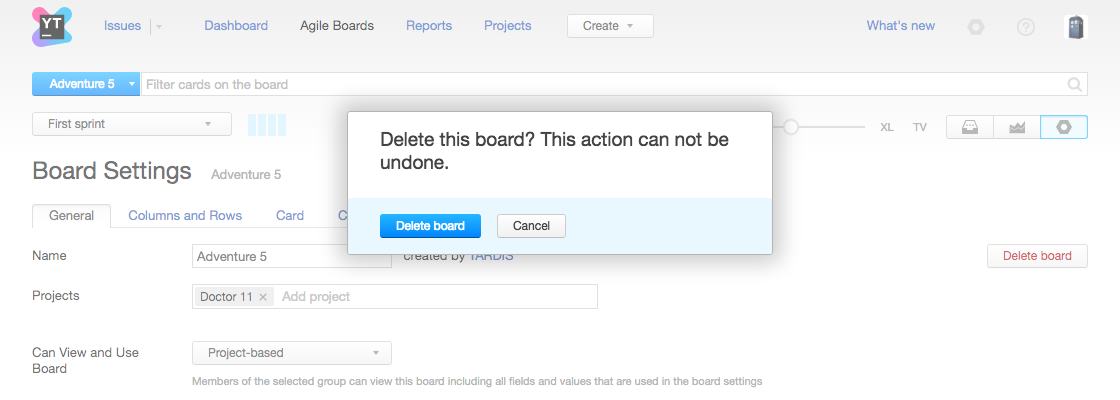 YT
Issues Dashboard Agile Boards Reports Projects Create What's new
Adventure 5 Filter cards on the board
First sprint XL TV
Delete this board? This action can not be
undone.
Board Settings Adventure 5
General Columns and Rows Card C
Delete board Cancel
Name Adventure 5 created by TARDIS Delete board
Projects Doctor 11 × Add project
Can View and Use Project-based
Board
Members of the selected group can view this board including all fields and values that are used in the board settings